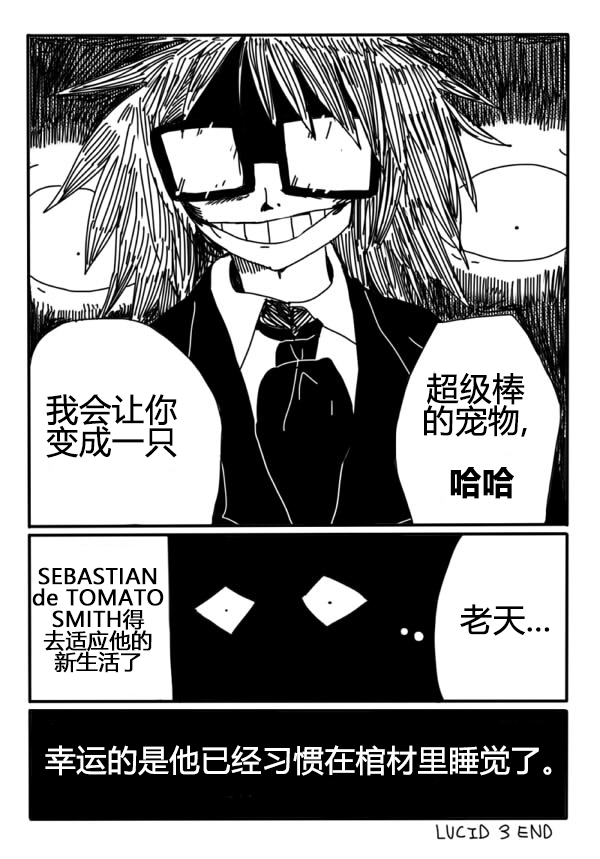 我会让你
变成一只
超级棒
的宠物,
哈哈
SEBASTIAN
de TOMATO
SMITH得
去适应他的
新生活了
老天...
幸运的是他已经习惯在棺材里睡觉了。
LUCID 3 END